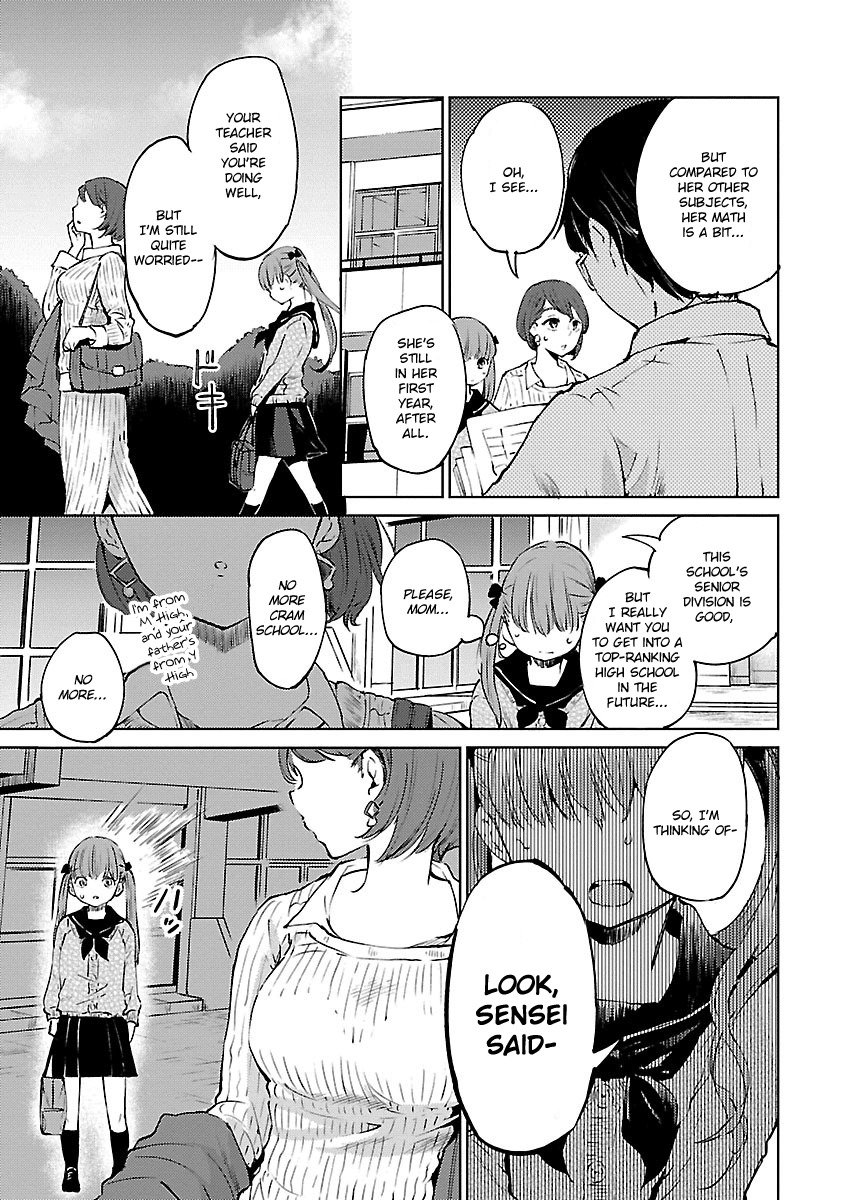 BUT
COMPARED TO
HER OTHER
SUBJECTS,
HER MATH
IS A BIT...
OH,
I SEE...
SHE'S
STILL
IN HER
FIRST
YEAR,
AFTER
ALL.
YOUR
TEACHER
SAID
YOU'RE
DOING
WELL,
BUT
I'M STILL
QUITE
WORRIED--
ドキ
THIS
SCHOOL'S
SENIOR
DIVISION IS
GOOD,
BUT
I REALLY
WANT YOU
TO GET INTO A
TOP-RANKING
HIGH SCHOOL
IN THE
FUTURE...
PLEASE,
MOM...
NO
MORE
CRAM
SCHOOL...
I'm from
M* High,
and your
father's
from Y
High
NO
MORE...
SO, I'M
THINKING OF-
LOOK,
SENSEI
SAID-